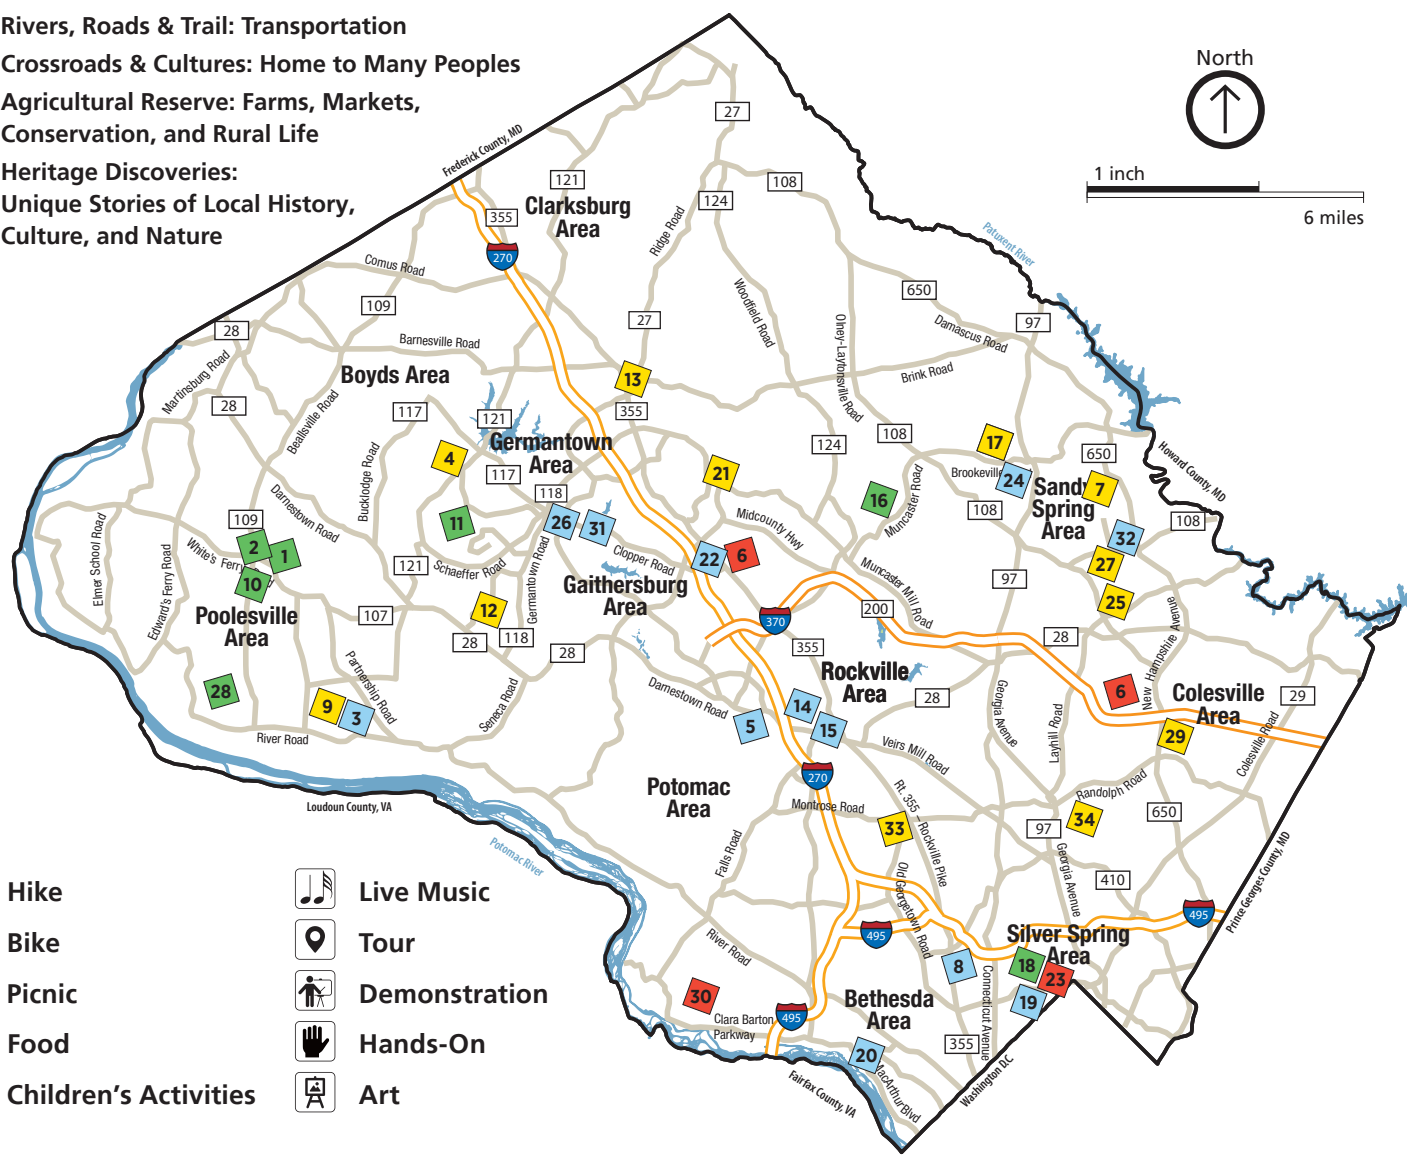 Rivers, Roads & Trail: Transportation
Crossroads & Cultures: Home to Many Peoples
Agricultural Reserve: Farms, Markets,
Conservation, and Rural Life
Heritage Discoveries:
Unique Stories of Local History,
Culture, and Nature
North
1 inch
6 miles
Frederick County, MD
27
121
108
124
Clarksburg
Area
355
Ridge Road
Patuxent River
270
Comus Road
109
650
Woodfield Road
28
27
97
Olney-Laytonsville Road
Damascus Road
Barnesville Road
Martinsburg Road
Boyds Area
13
Brink Road
28
117
121
355
Beallsville Road
108
Germantown
Area
124
17
650
Howard County, MD
4
Bucklodge Road
117
21
Brookevill
24
Sandy
Spring
Area
7
118
16
Muncaster Road
108
108
Darnestown Road
109
11
26
31
Midcounty Hwy
32
Elmer School Road
2
1
White's Ferry Road
Edward's Ferry Road
121
Schaeffer Road
Germantown Road
Clopper Road
22
6
27
10
Gaithersburg
Area
Muncaster Mill Road
97
25
12
200
Poolesville
Area
107
370
New Hampshire Avenue
28
118
28
355
28
Rockville
Area
28
Partnership Road
Seneca Road
Darnestown Road
28
6
Colesville
Area
29
9
3
14
15
5
Georgia Avenue
Layhill Road
29
River Road
Veirs Mill Road
Colesville Road
270
Potomac
Area
Randolph Road
Loudoun County, VA
Montrose Road
Rt. 355 – Rockville Pike
33
34
97
650
Potomac River
Falls Road
Old Georgetown Road
Georgia Avenue
410
Prince Georges County, MD
Hike
Live Music
495
Bike
Tour
River Road
495
Silver Spring
Area
8
18
23
Picnic
Demonstration
30
Bethesda
Area
19
Clara Barton
Parkway
495
Connecticut Avenue
Food
Hands-On
20
355
Washington D.C
Fairfax County, VA
MacArthur Blvd
Children's Activities
Art